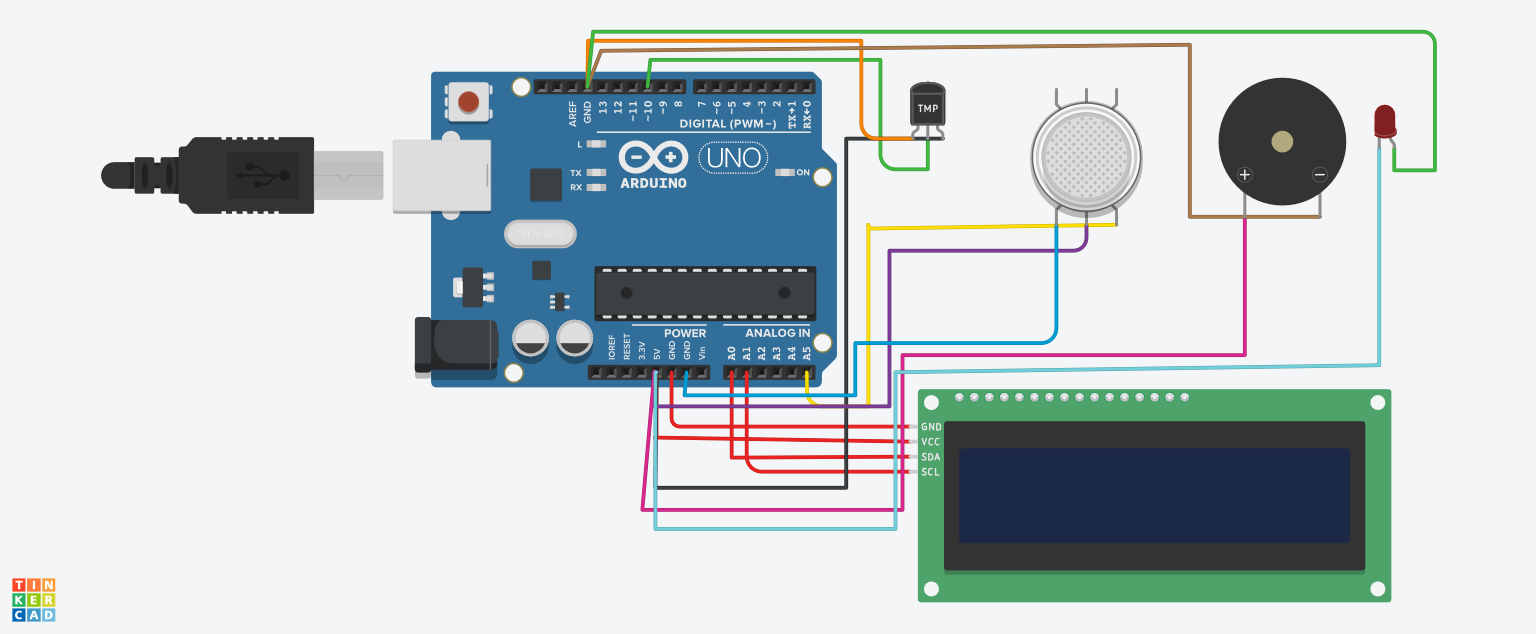 AREF
GND
13
12
~11
~10
~9
8
7
~6
~5
4
~3
2
TX→1
RX←0
DIGITAL (PWM~)
L
TX
RX
ARDUINO
UNO
ON
TMP
+
−
POWER
ANALOG IN
IOREF
RESET
3.3V
5V
GND
GND
Vin
A0
A1
A2
A3
A4
A5
GND
VCC
SDA
SCL
TIN
KER
CAD